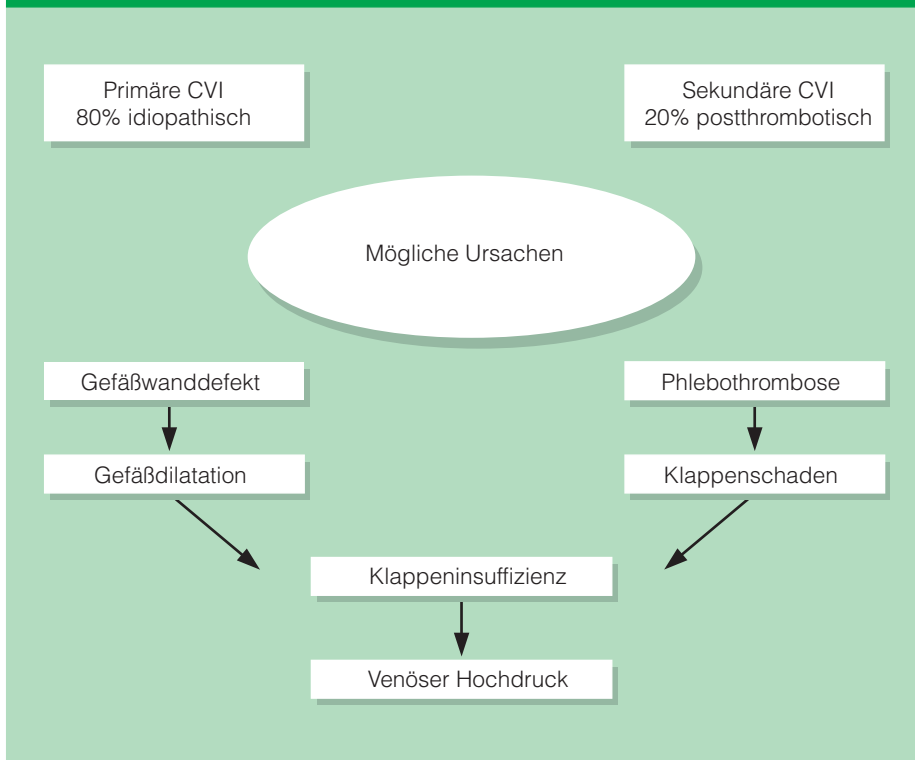 Primäre CVI
80% idiopathisch
Sekundäre CVI
20% postthrombotisch
Mögliche Ursachen
Gefäßwanddefekt
Phlebothrombose
Gefäßdilatation
Klappenschaden
Klappeninsuffizienz
Venöser Hochdruck